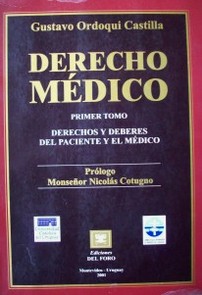 Gustavo Ordoqui Castilla
DERECHO
MÉDICO
PRIMER TOMO
DERECHOS Y DEBERES
DEL PACIENTE Y EL MÉDICO
Prólogo
Monseñor Nicolás Cotugno
Ediciones
DEL FORO
Montevideo - Uruguay
2001